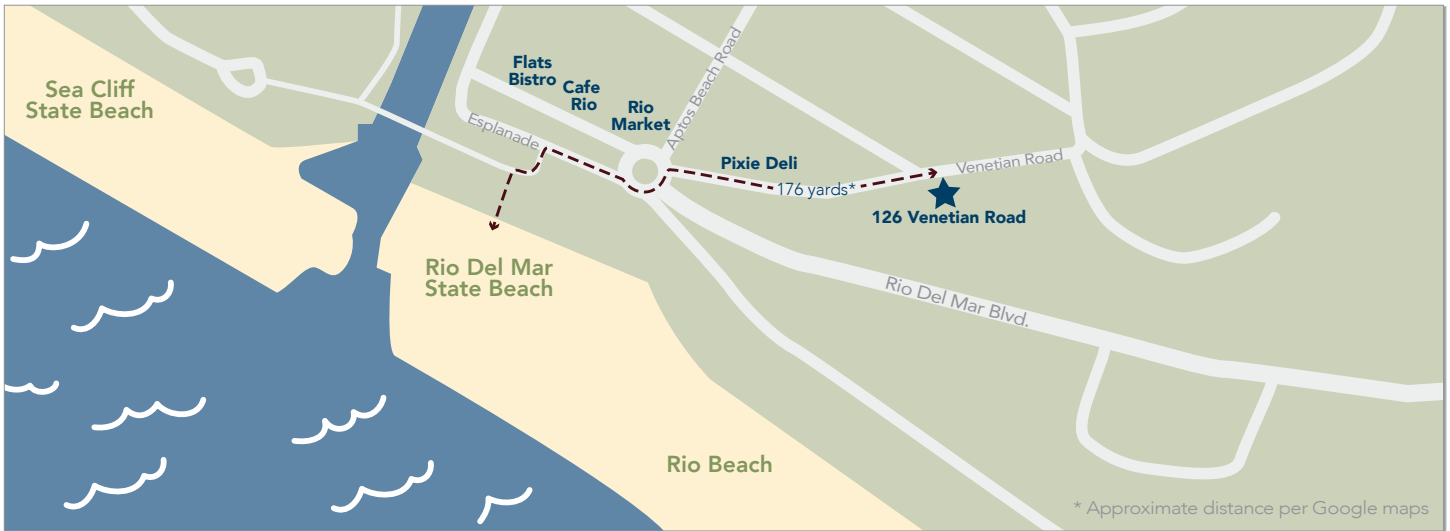 Sea Cliff
State Beach
Flats
Bistro
Cafe
Rio
Rio
Market
Aptos Beach Road
Esplanade
Pixie Deli
176 yards*
Venetian Road
126 Venetian Road
Rio Del Mar
State Beach
Rio Del Mar Blvd.
Rio Beach
* Approximate distance per Google maps